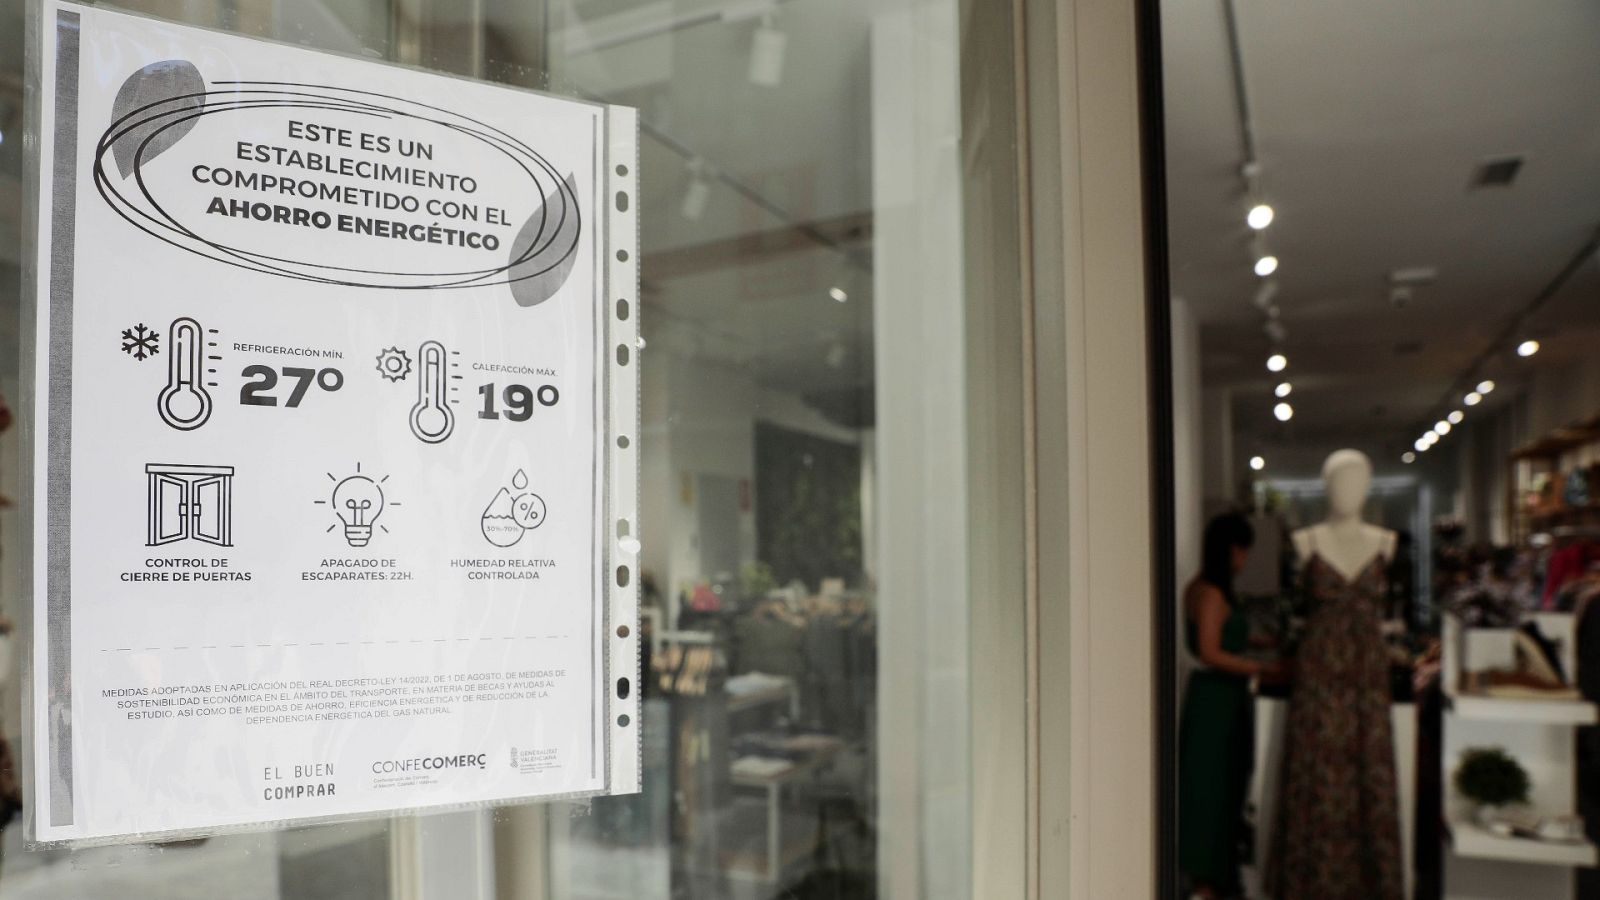 ESTE ES UN
ESTABLECIMIENTO
COMPROMETIDO CON EL
AHORRO ENERGÉTICO
REFRIGERACIÓN MÍN.
27º
CALEFACCIÓN MÁX.
19º
30%-70%
%
CONTROL DE
CIERRE DE PUERTAS
APAGADO DE
ESCAPARATES: 22H.
HUMEDAD RELATIVA
CONTROLADA
MEDIDAS ADOPTADAS EN APLICACIÓN DEL REAL DECRETO-LEY 14/2022, DE 1 DE AGOSTO, DE MEDIDAS DE
SOSTENIBILIDAD ECONÓMICA EN EL ÁMBITO DEL TRANSPORTE, EN MATERIA DE BECAS Y AYUDAS AL
ESTUDIO, ASÍ COMO DE MEDIDAS DE AHORRO, EFICIENCIA ENERGÉTICA Y DE REDUCCIÓN DE LA
DEPENDENCIA ENERGÉTICA DEL GAS NATURAL.
EL BUEN
COMPRAR
CONFECOMERÇ
GENERALITAT
VALENCIANA